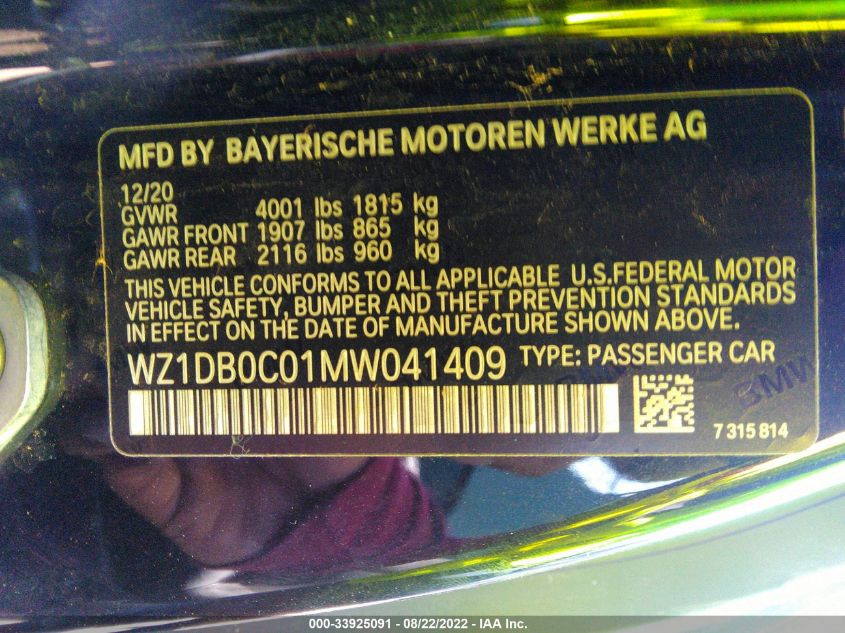 MFD BY BAYERISCHE MOTOREN WERKE AG
12/20
GVWR 4001 lbs 1815 kg
GAWR FRONT 1907 lbs 865 kg
GAWR REAR 2116 lbs 960 kg
THIS VEHICLE CONFORMS TO ALL APPLICABLE U.S.FEDERAL MOTOR
VEHICLE SAFETY, BUMPER AND THEFT PREVENTION STANDARDS
IN EFFECT ON THE DATE OF MANUFACTURE SHOWN ABOVE.
WZ1DB0C01MW041409 TYPE: PASSENGER CAR
BMW
7 315 814
000-33925091 - 08/22/2022 - IAA Inc.